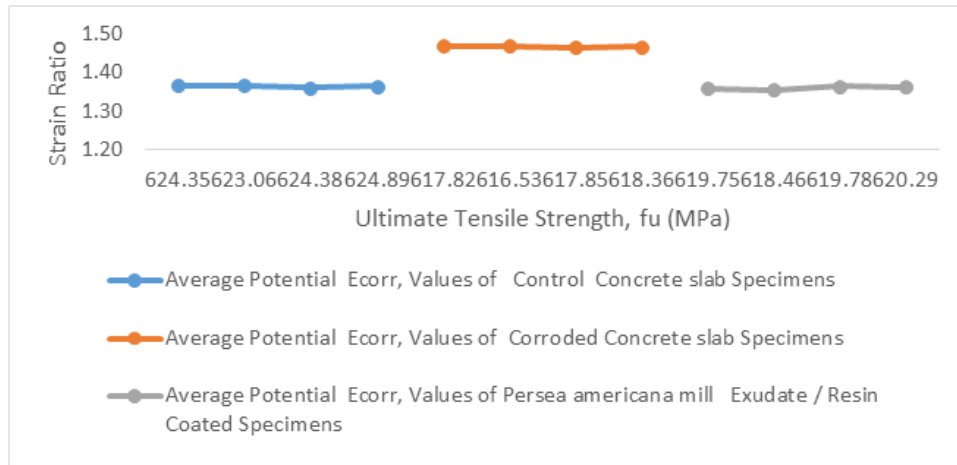 1.50
1.40
1.30
1.20
Strain Ratio
624.35623.06624.38624.89617.82616.53617.85618.36619.75618.46619.78620.29
Ultimate Tensile Strength, fu (MPa)
Average Potential Ecorr, Values of Control Concrete slab Specimens
Average Potential Ecorr, Values of Corroded Concrete slab Specimens
Average Potential Ecorr, Values of Persea americana mill Exudate / Resin
Coated Specimens